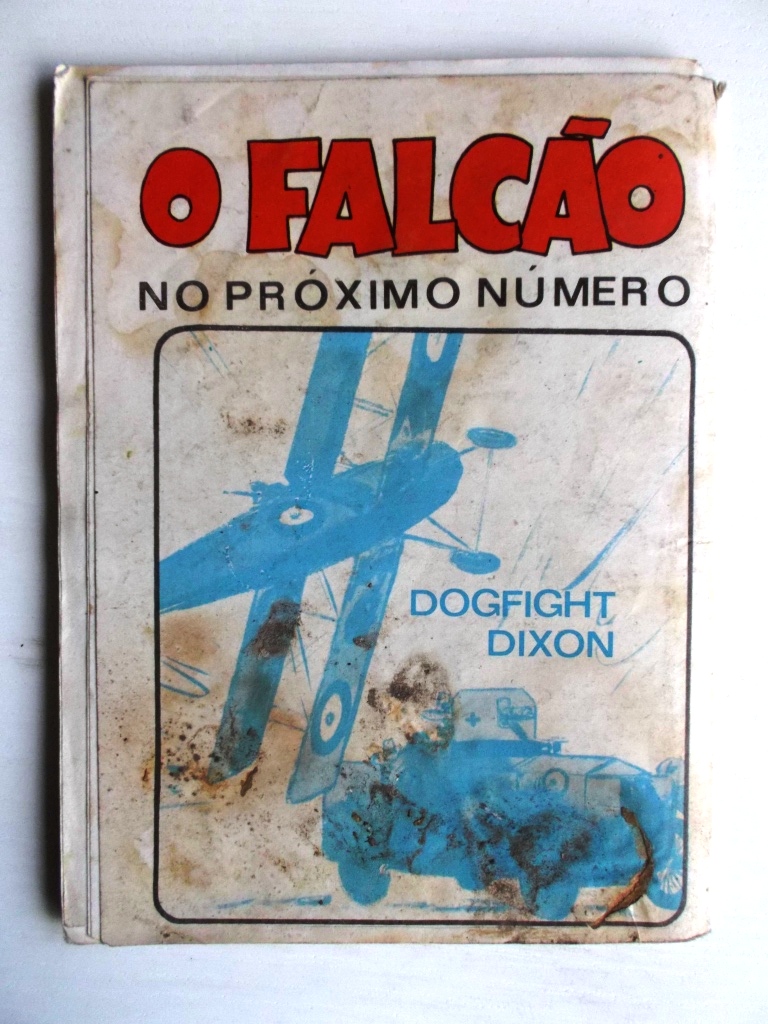 O FALCÃO
NO PRÓXIMO NÚMERO
DOGFIGHT
DIXON